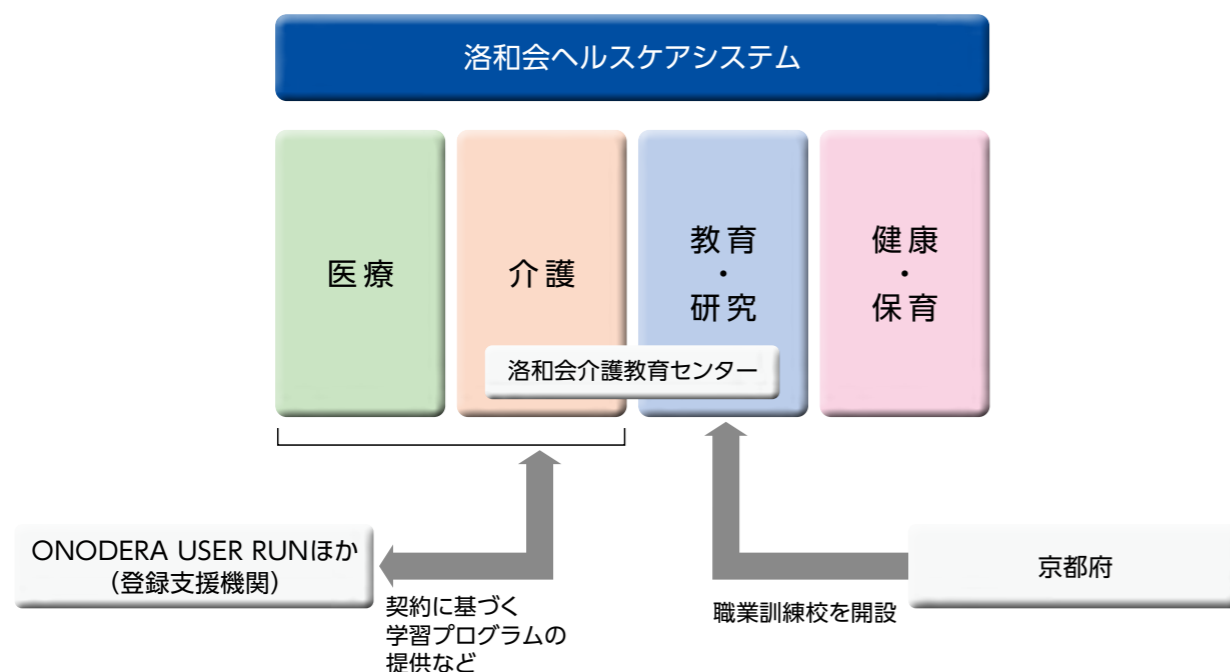 洛和会ヘルスケアシステム
医療
介護
教育
・
研究
健康
・
保育
洛和会介護教育センター
ONODERA USER RUNほか
（登録支援機関）
契約に基づく
学習プログラムの
提供など
職業訓練校を開設
京都府